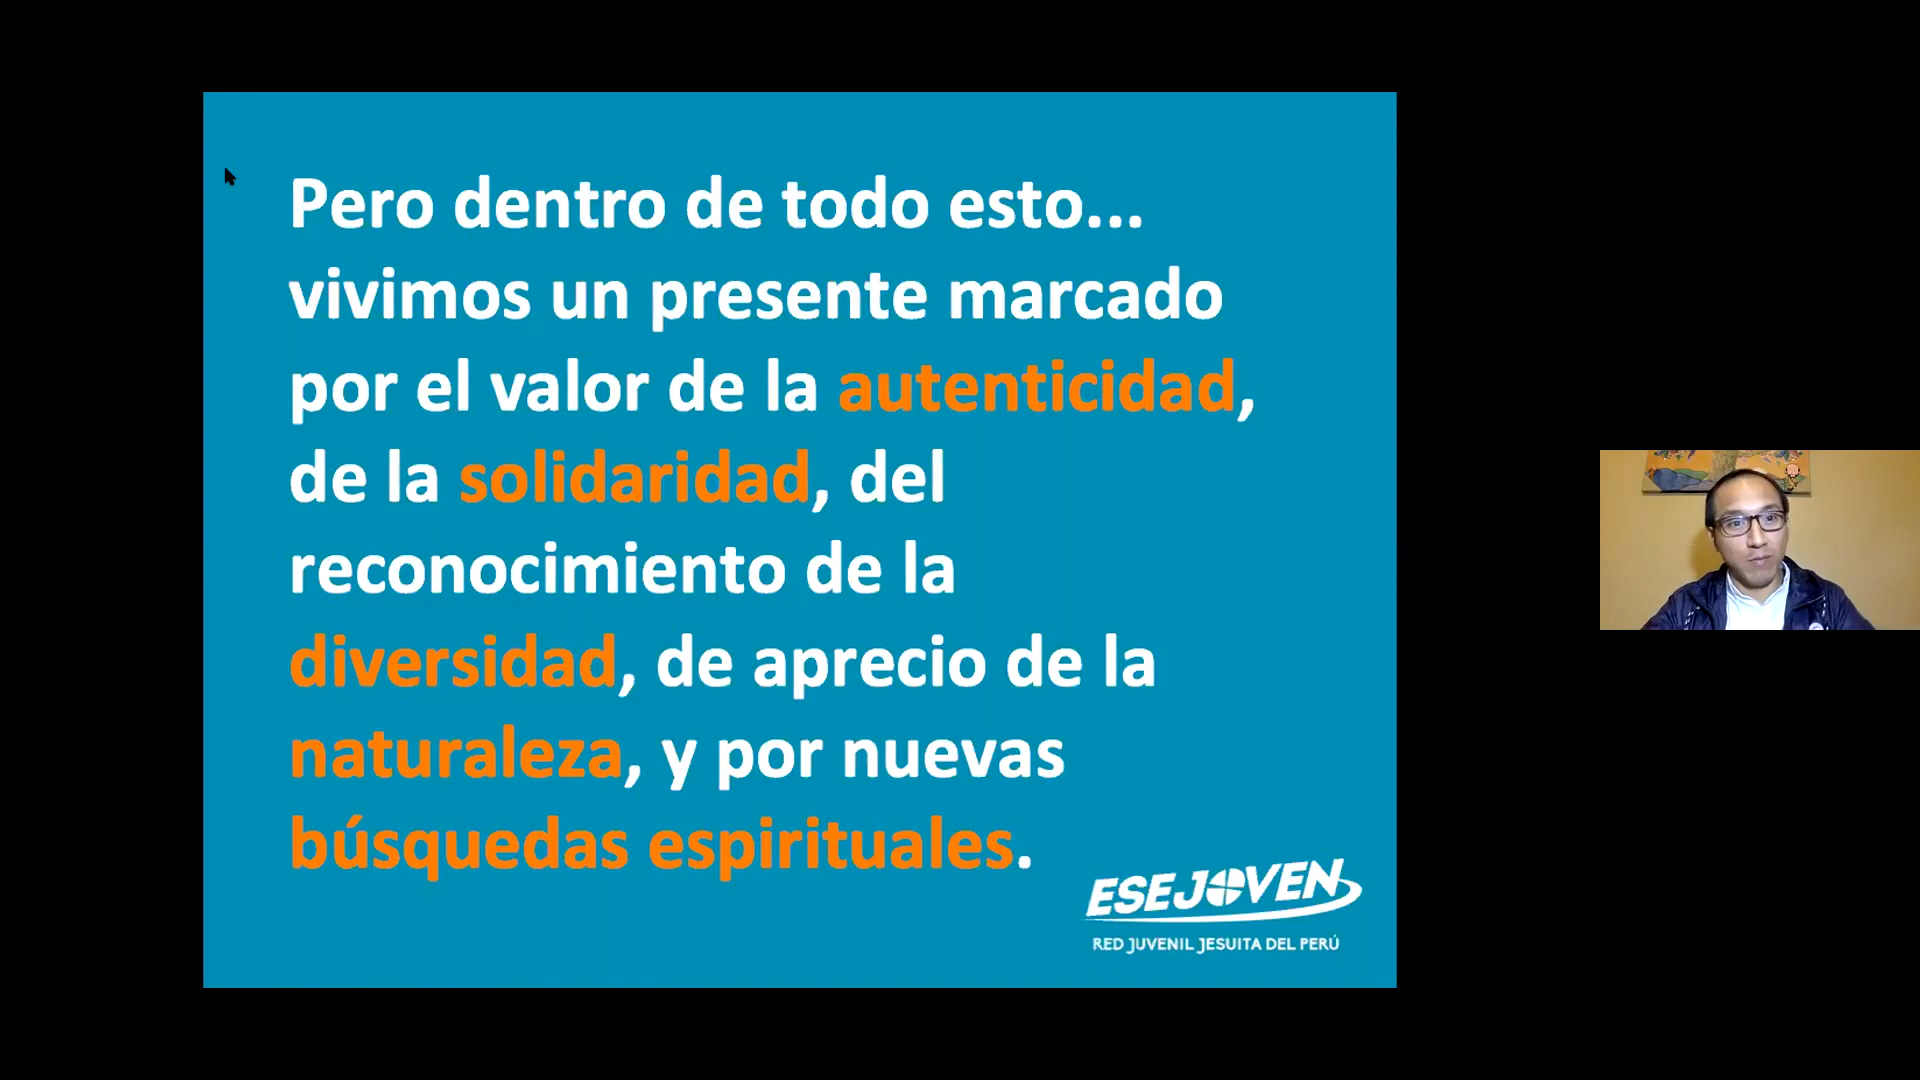 Pero dentro de todo esto...
vivimos un presente marcado
por el valor de la autenticidad,
de la solidaridad, del
reconocimiento de la
diversidad, de aprecio de la
naturaleza, y por nuevas
búsquedas espirituales.
ESEJOVEN
RED JUVENIL JESUITA DEL PERÚ